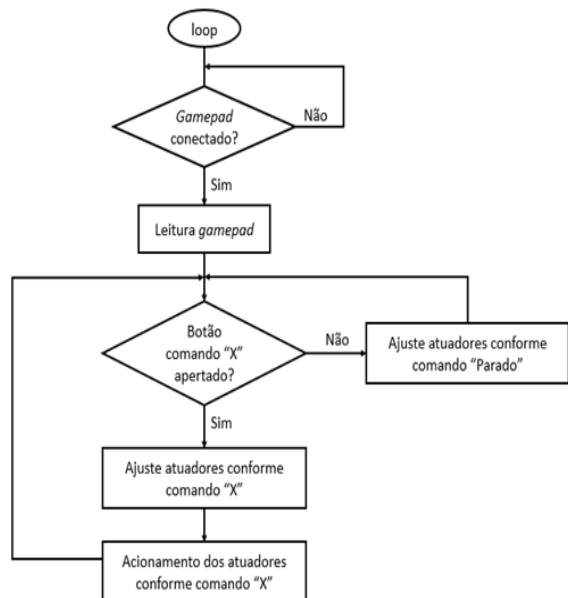 loop
Gamepad
conectado?
Não
Sim
Leitura gamepad
Botão
comando “X”
apertado?
Não
Ajuste atuadores conforme
comando “Parado”
Sim
Ajuste atuadores conforme
comando “X”
Acionamento dos atuadores
conforme comando “X”